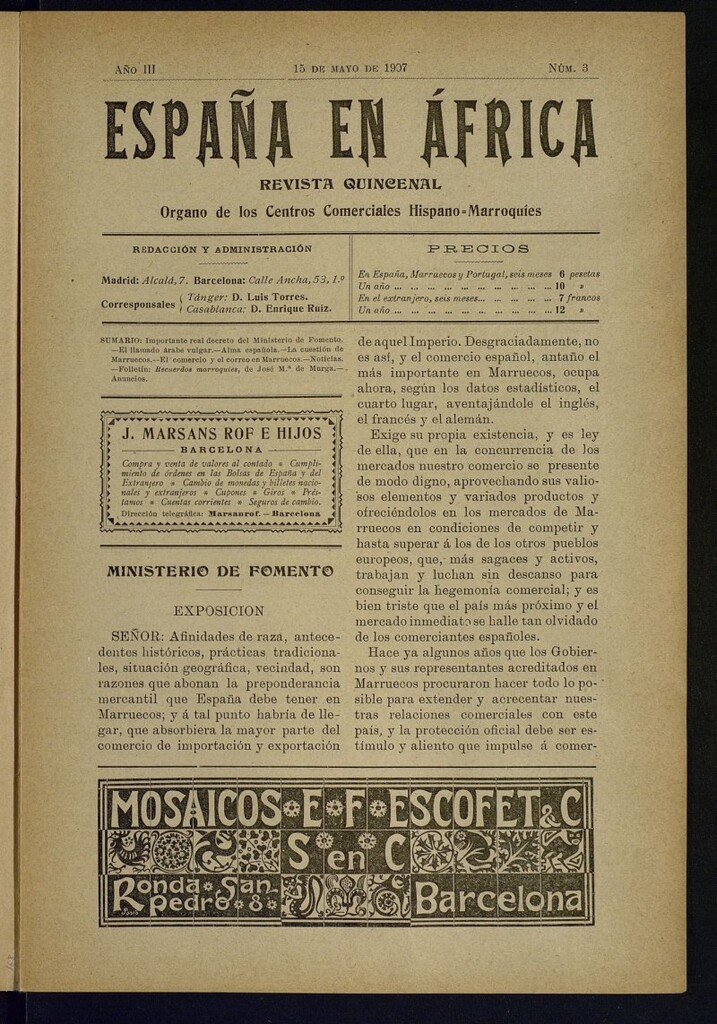 AÑO III 15 DE MAYO DE 1907 NÚM. 3
ESPAÑA EN ÁFRICA
REVISTA QUINCENAL
Organo de los Centros Comerciales Hispano-Marroquíes
REDACCIÓN Y ADMINISTRACIÓN
Madrid: Alcalá, 7. Barcelona: Calle Ancha, 53, 1.º
Corresponsales { Tánger: D. Luis Torres.
Casablanca: D. Enrique Ruiz.
PRECIOS
En España, Marruecos y Portugal, seis meses 6 pesetas
Un año ... ... ... ... ... ... ... ... ... ... 10 »
En el extranjero, seis meses... ... ... ... ... 7 francos
Un año ... ... ... ... ... ... ... ... ... ... 12 »
SUMARIO: Importante real decreto del Ministerio de Fomento.
—El llamado árabe vulgar.—Alma española.—La cuestión de
Marruecos.—El comercio y el correo en Marruecos.—Noticias.
—Folletín: Recuerdos marroquíes, de José M.ª de Murga.—
Anuncios.
J. MARSANS ROF E HIJOS
BARCELONA
Compra y venta de valores al contado * Cumpli-
miento de órdenes en las Bolsas de España y del
Extranjero * Cambio de monedas y billetes nacio-
nales y extranjeros * Cupones * Giros * Prés-
tamos * Cuentas corrientes * Seguros de cambio.
Dirección telegráfica: Marsanrof.—Barcelona
MINISTERIO DE FOMENTO
EXPOSICION
SEÑOR: Afinidades de raza, antece-
dentes históricos, prácticas tradiciona-
les, situación geográfica, vecindad, son
razones que abonan la preponderancia
mercantil que España debe tener en
Marruecos; y á tal punto habría de lle-
gar, que absorbiera la mayor parte del
comercio de importación y exportación
de aquel Imperio. Desgraciadamente, no
es así, y el comercio español, antaño el
más importante en Marruecos, ocupa
ahora, según los datos estadísticos, el
cuarto lugar, aventajándole el inglés,
el francés y el alemán.
Exige su propia existencia, y es ley
de ella, que en la concurrencia de los
mercados nuestro comercio se presente
de modo digno, aprovechando sus valio-
sos elementos y variados productos y
ofreciéndolos en los mercados de Ma-
rruecos en condiciones de competir y
hasta superar á los de los otros pueblos
europeos, que, más sagaces y activos,
trabajan y luchan sin descanso para
conseguir la hegemonía comercial; y es
bien triste que el país más próximo y el
mercado inmediato se halle tan olvidado
de los comerciantes españoles.
Hace ya algunos años que los Gobier-
nos y sus representantes acreditados en
Marruecos procuraron hacer todo lo po-
sible para extender y acrecentar nues-
tras relaciones comerciales con este
país, y la protección oficial debe ser es-
tímulo y aliento que impulse á comer-
MOSAICOS E F ESCOFET & C
S en C
Ronda San
pedro 8
Barcelona